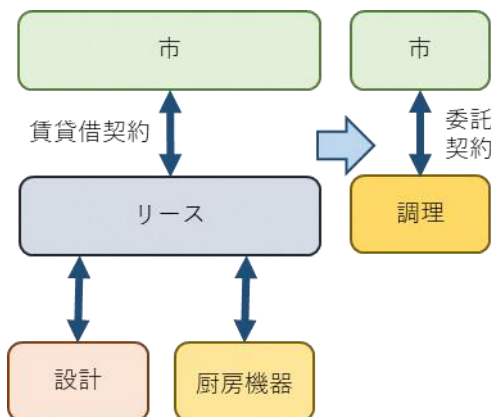 市
市
賃貸借契約
委託
契約
リース
調理
設計
厨房機器